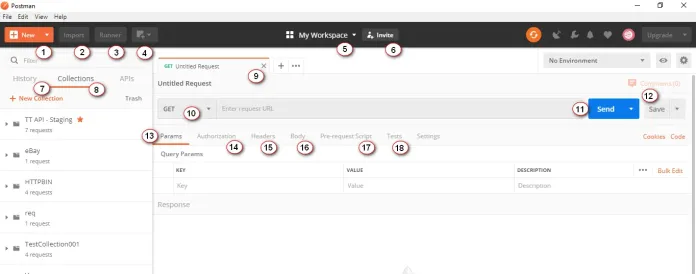 Postman
File Edit View Help
New Import Runner My Workspace Invite Upgrade
1 2 3 4 5 6
Filter
GET Untitled Request
No Environment
History Collections APIs
7 8 9
Untitled Request
Comments (0)
+ New Collection Trash
GET Enter request URL Send Save
10 11 12
TT API - Staging
7 requests
13
Params Authorization Headers Body Pre-request Script Tests Settings Cookies Code
14 15 16 17 18
eBay
1 request
Query Params
KEY VALUE DESCRIPTION Bulk Edit
HTTPBIN
4 requests
Key Value Description
Response
req
1 request
TestCollection001
4 requests